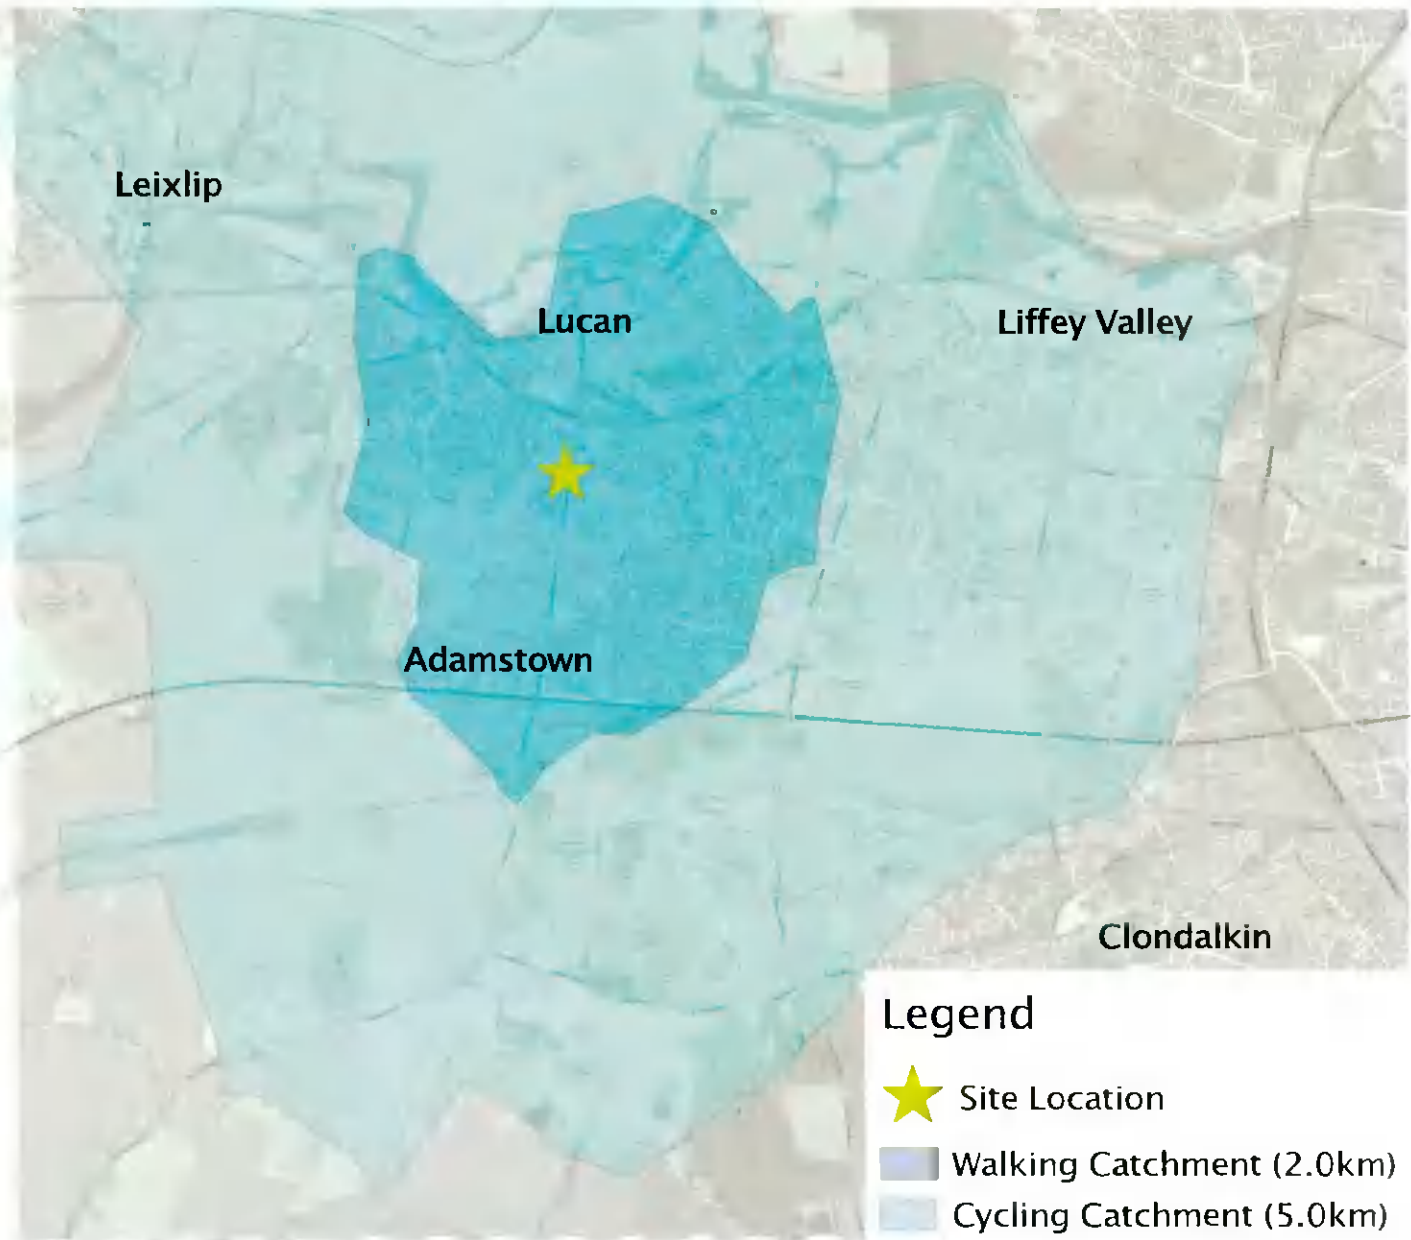 Leixlip
Lucan
Liffey Valley
Adamstown
Clondalkin
Legend
Site Location
Walking Catchment (2.0km)
Cycling Catchment (5.0km)